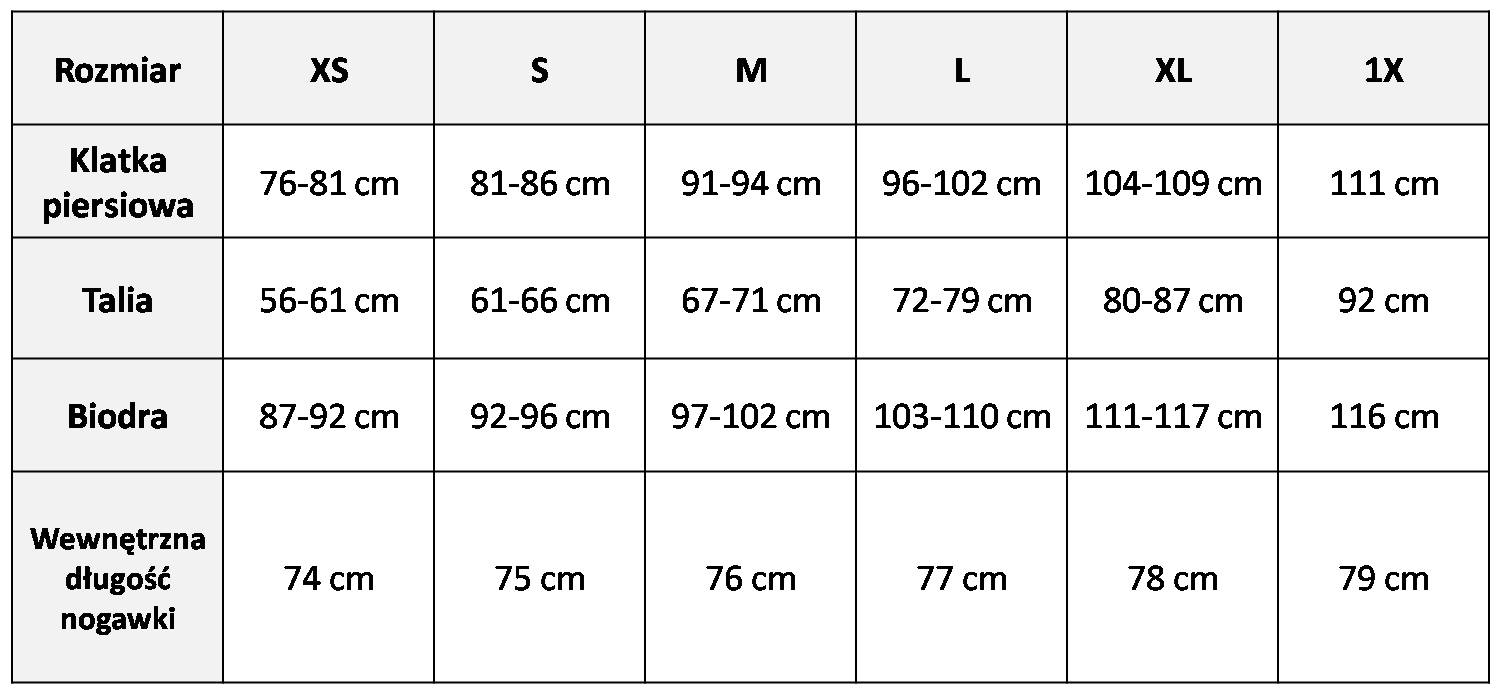 Rozmiar XS S M L XL 1X
Klatka
piersiowa 76-81 cm 81-86 cm 91-94 cm 96-102 cm 104-109 cm 111 cm
Talia 56-61 cm 61-66 cm 67-71 cm 72-79 cm 80-87 cm 92 cm
Biodra 87-92 cm 92-96 cm 97-102 cm 103-110 cm 111-117 cm 116 cm
Wewnętrzna
długość 74 cm 75 cm 76 cm 77 cm 78 cm 79 cm
nogawki